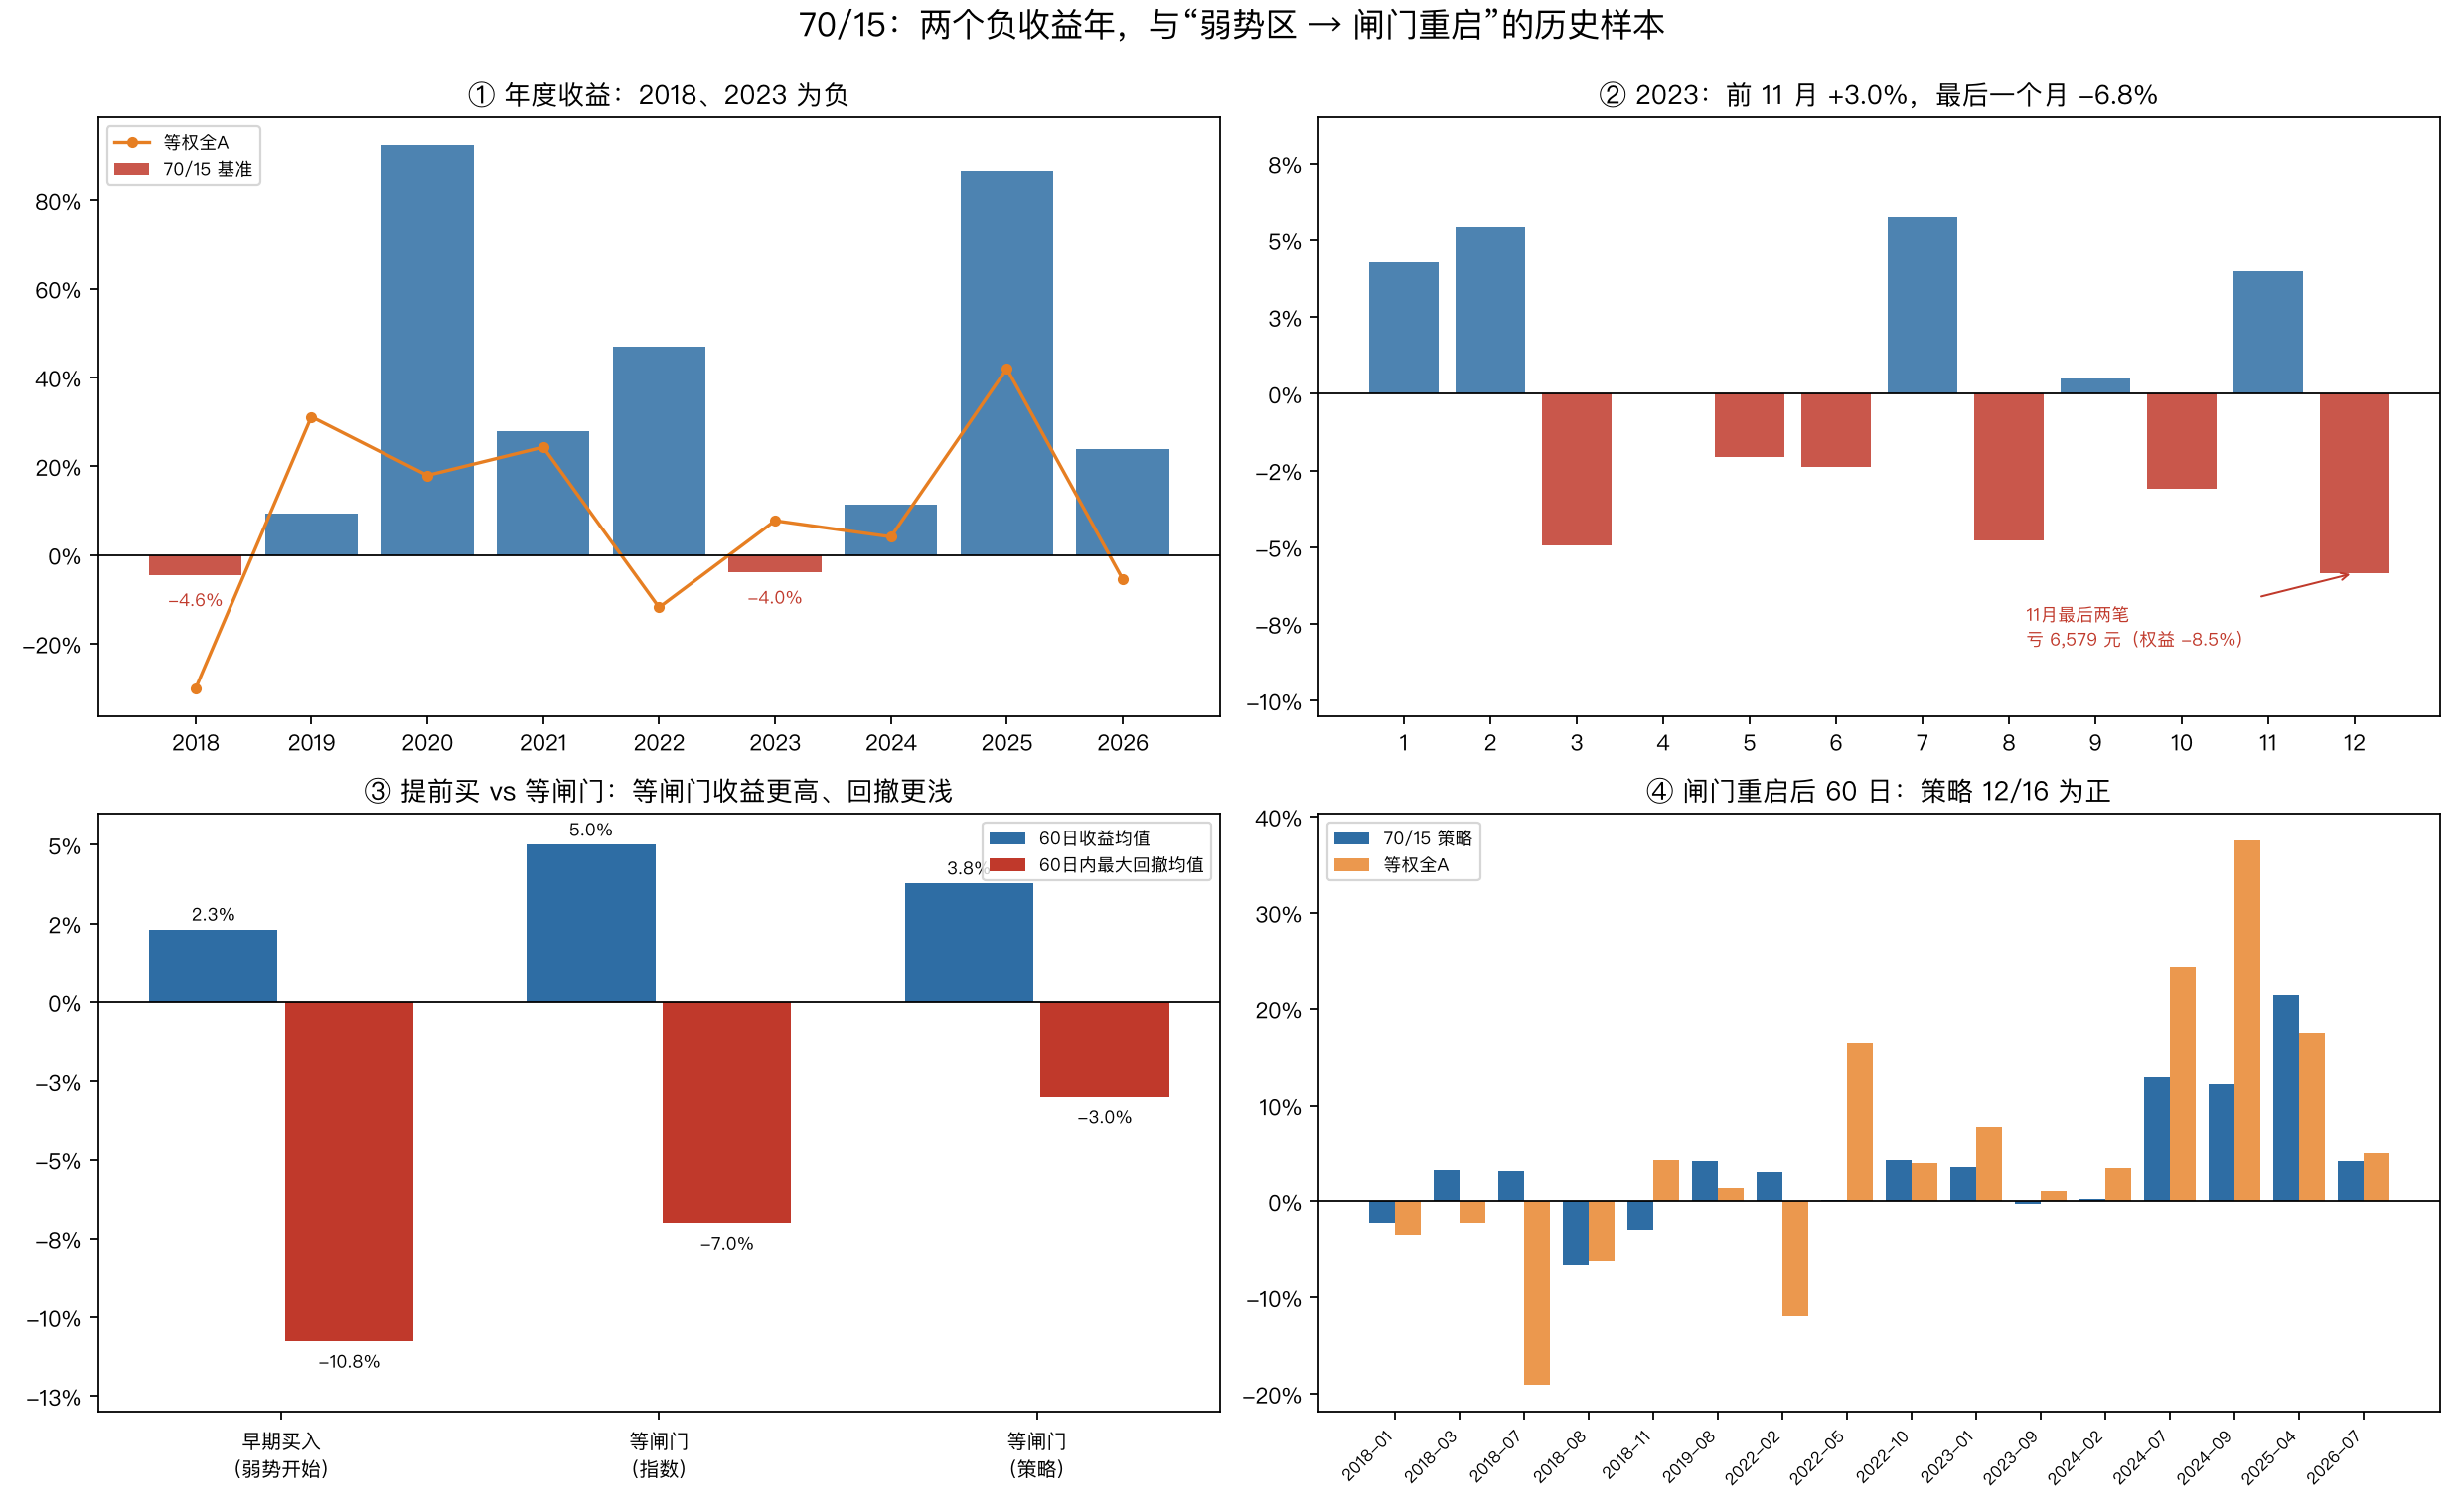 70/15：两个负收益年，与“弱势区 → 闸门重启”的历史样本
① 年度收益：2018、2023 为负
等权全A
70/15 基准
80%
60%
40%
20%
0%
−20%
−4.6%
−4.0%
2018 2019 2020 2021 2022 2023 2024 2025 2026
② 2023：前 11 月 +3.0%，最后一个月 −6.8%
8%
5%
3%
0%
−2%
−5%
−8%
−10%
11月最后两笔
亏 6,579 元（权益 −8.5%）
1 2 3 4 5 6 7 8 9 10 11 12
③ 提前买 vs 等闸门：等闸门收益更高、回撤更浅
60日收益均值
60日内最大回撤均值
5%
2%
0%
−3%
−5%
−8%
−10%
−13%
2.3%
−10.8%
5.0%
−7.0%
3.8%
−3.0%
早期买入
（弱势开始）
等闸门
（指数）
等闸门
（策略）
④ 闸门重启后 60 日：策略 12/16 为正
70/15 策略
等权全A
40%
30%
20%
10%
0%
−10%
−20%
2018−01 2018−03 2018−07 2018−08 2018−11 2019−08 2022−02 2022−05 2022−10 2023−01 2023−09 2024−02 2024−07 2024−09 2025−04 2026−07